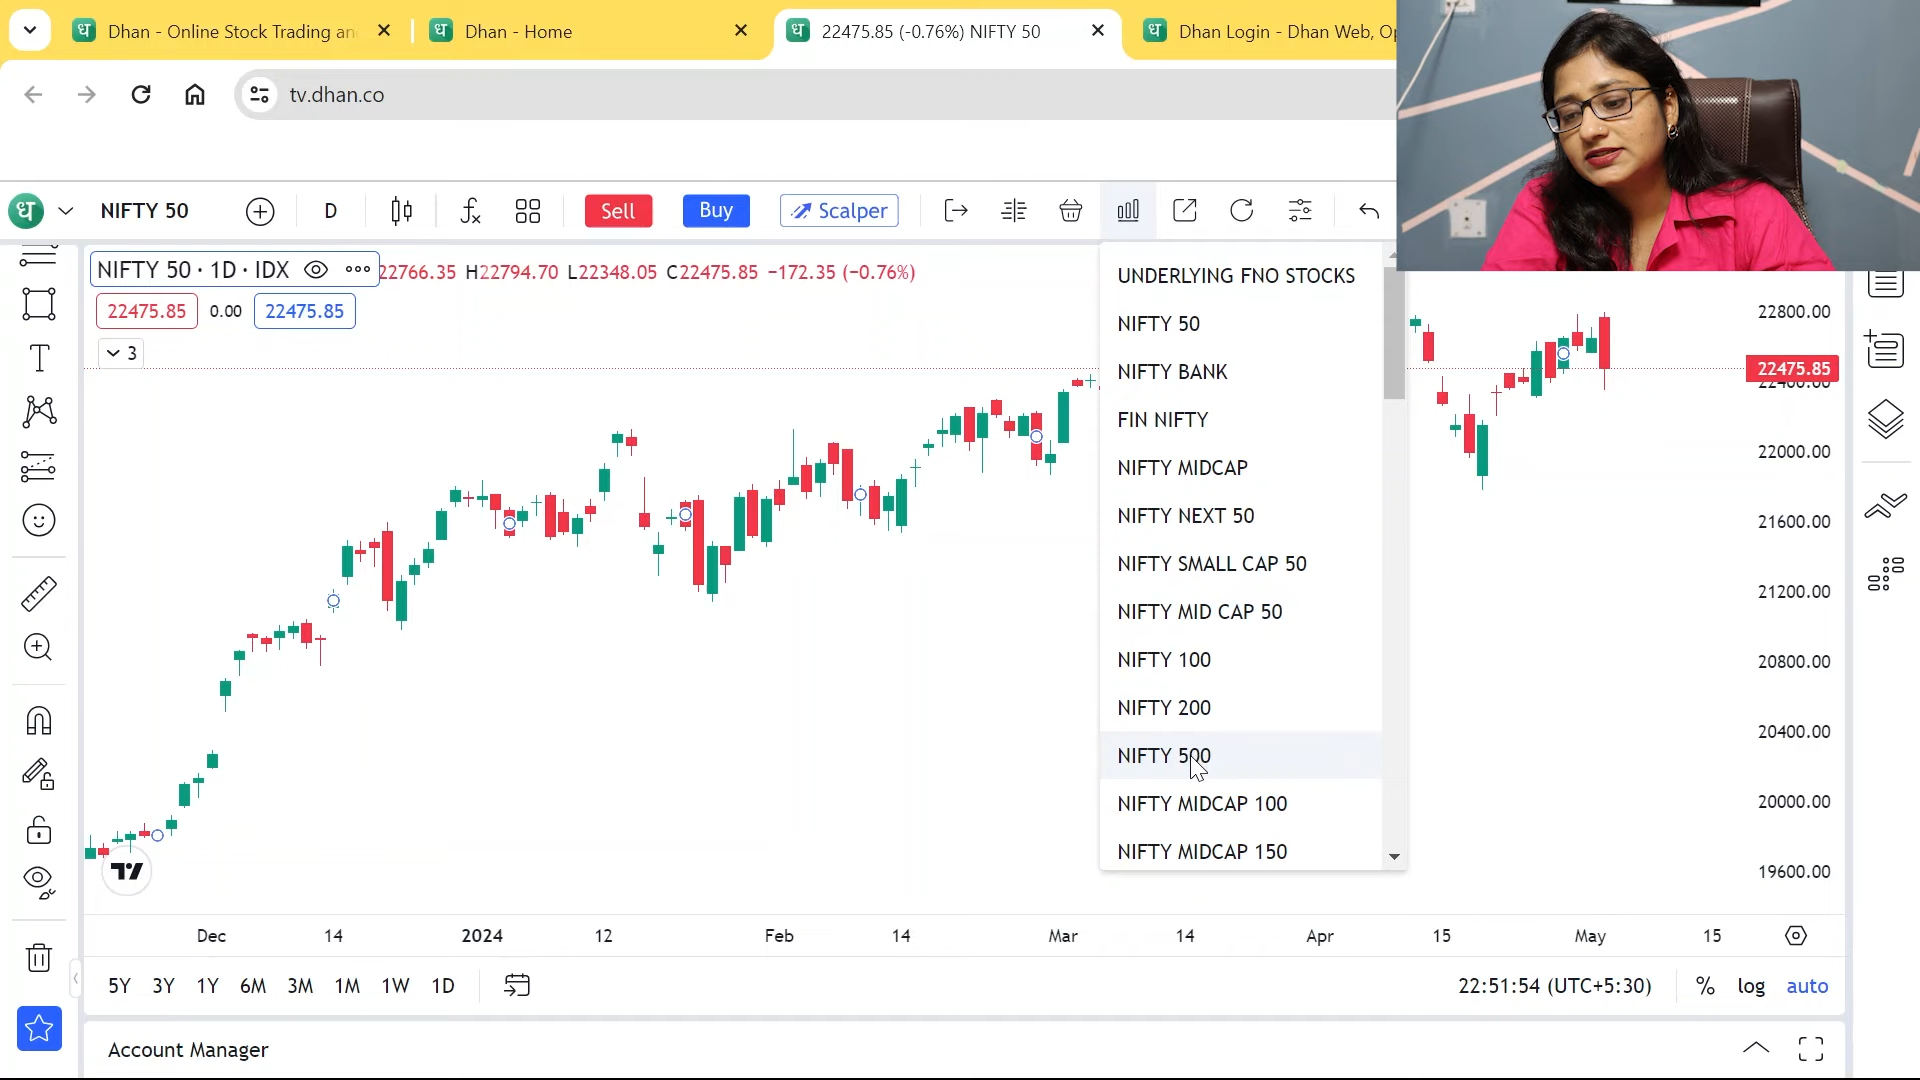 Dhan - Online Stock Trading an
Dhan - Home
22475.85 (-0.76%) NIFTY 50
Dhan Login - Dhan Web, Op
tv.dhan.co
ध
NIFTY 50
D
Sell
Buy
Scalper
NIFTY 50 · 1D · IDX
22766.35 H22794.70 L22348.05 C22475.85 −172.35 (−0.76%)
22475.85
0.00
22475.85
3
UNDERLYING FNO STOCKS
NIFTY 50
NIFTY BANK
FIN NIFTY
NIFTY MIDCAP
NIFTY NEXT 50
NIFTY SMALL CAP 50
NIFTY MID CAP 50
NIFTY 100
NIFTY 200
NIFTY 500
NIFTY MIDCAP 100
NIFTY MIDCAP 150
22800.00
22475.85
22400.00
22000.00
21600.00
21200.00
20800.00
20400.00
20000.00
19600.00
Dec 14 2024 12 Feb 14 Mar 14 Apr 15 May 15
5Y 3Y 1Y 6M 3M 1M 1W 1D
22:51:54 (UTC+5:30)
% log auto
Account Manager